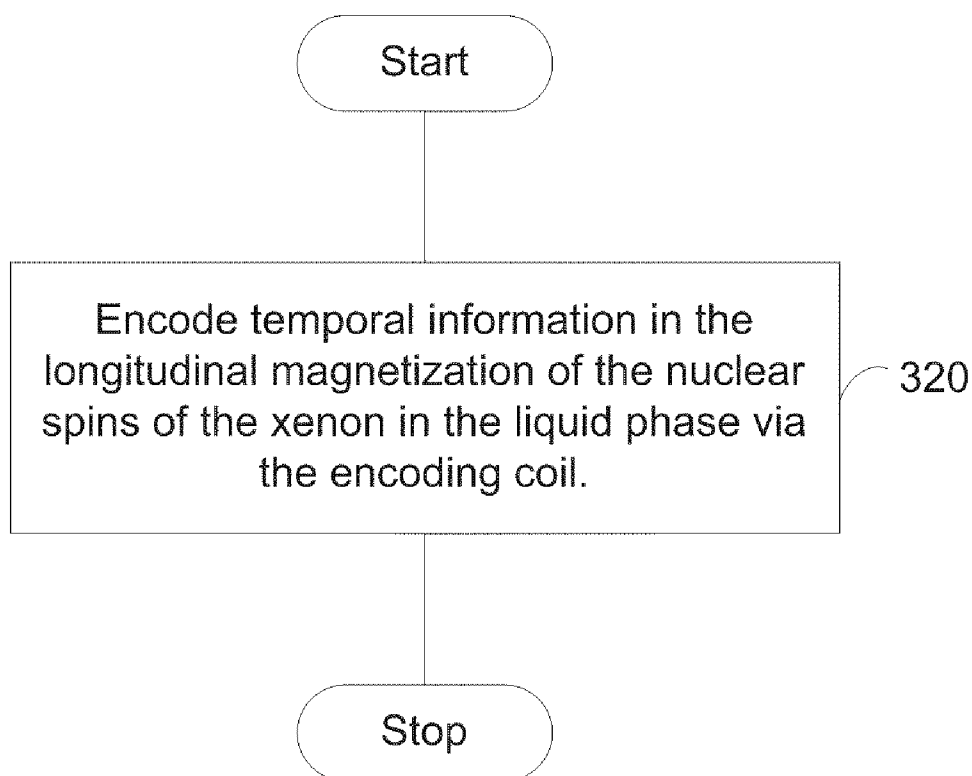 Start
Encode temporal information in the
longitudinal magnetization of the nuclear
spins of the xenon in the liquid phase via
the encoding coil.
320
Stop